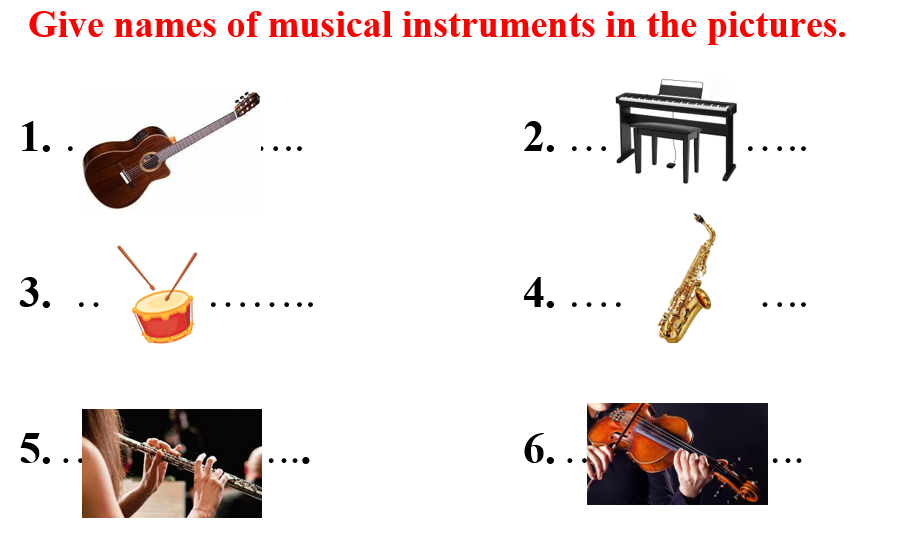 Give names of musical instruments in the pictures.
1. . .... 2. ... .....
3. .. ........ 4. .... ....
5. .. .... 6. .. ...